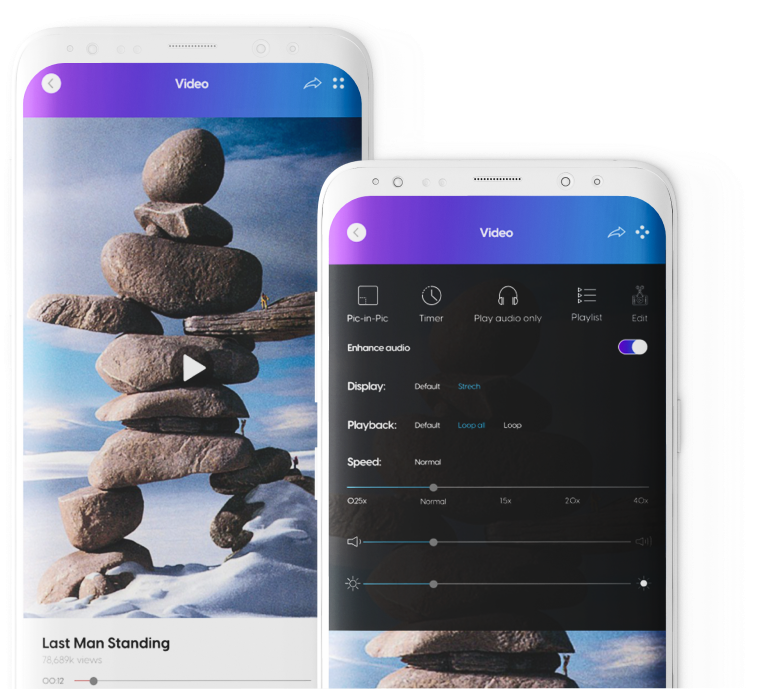 Video
Last Man Standing
78,689k views
00:12
Video
Pic-in-Pic Timer Play audio only Playlist Edit
Enhance audio
Display: Default Strech
Playback: Default Loop all Loop
Speed: Normal
0.25x Normal 1.5x 2.0x 4.0x